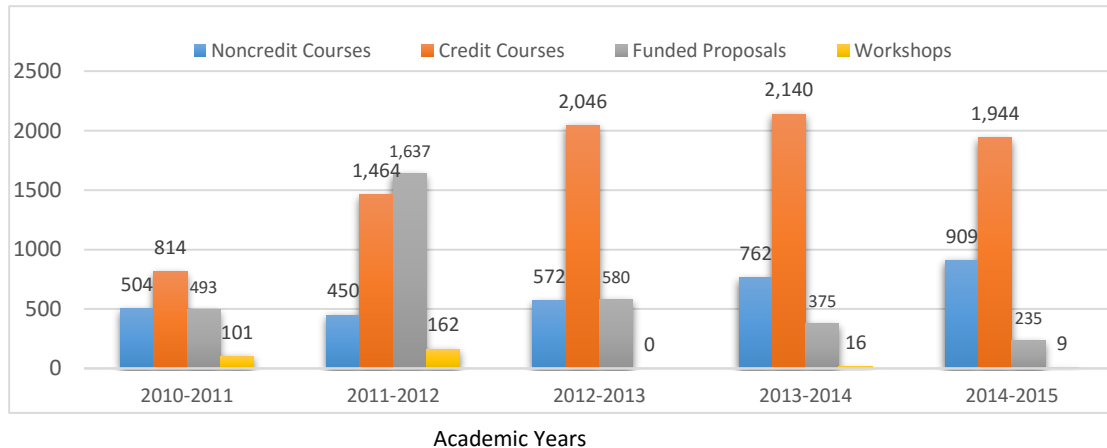 Noncredit Courses Credit Courses Funded Proposals Workshops
2500
2000
1500
1000
500
0
504 814 493 101
450 1,464 1,637 162
572 2,046 580 0
762 2,140 375 16
909 1,944 235 9
2010-2011 2011-2012 2012-2013 2013-2014 2014-2015
Academic Years